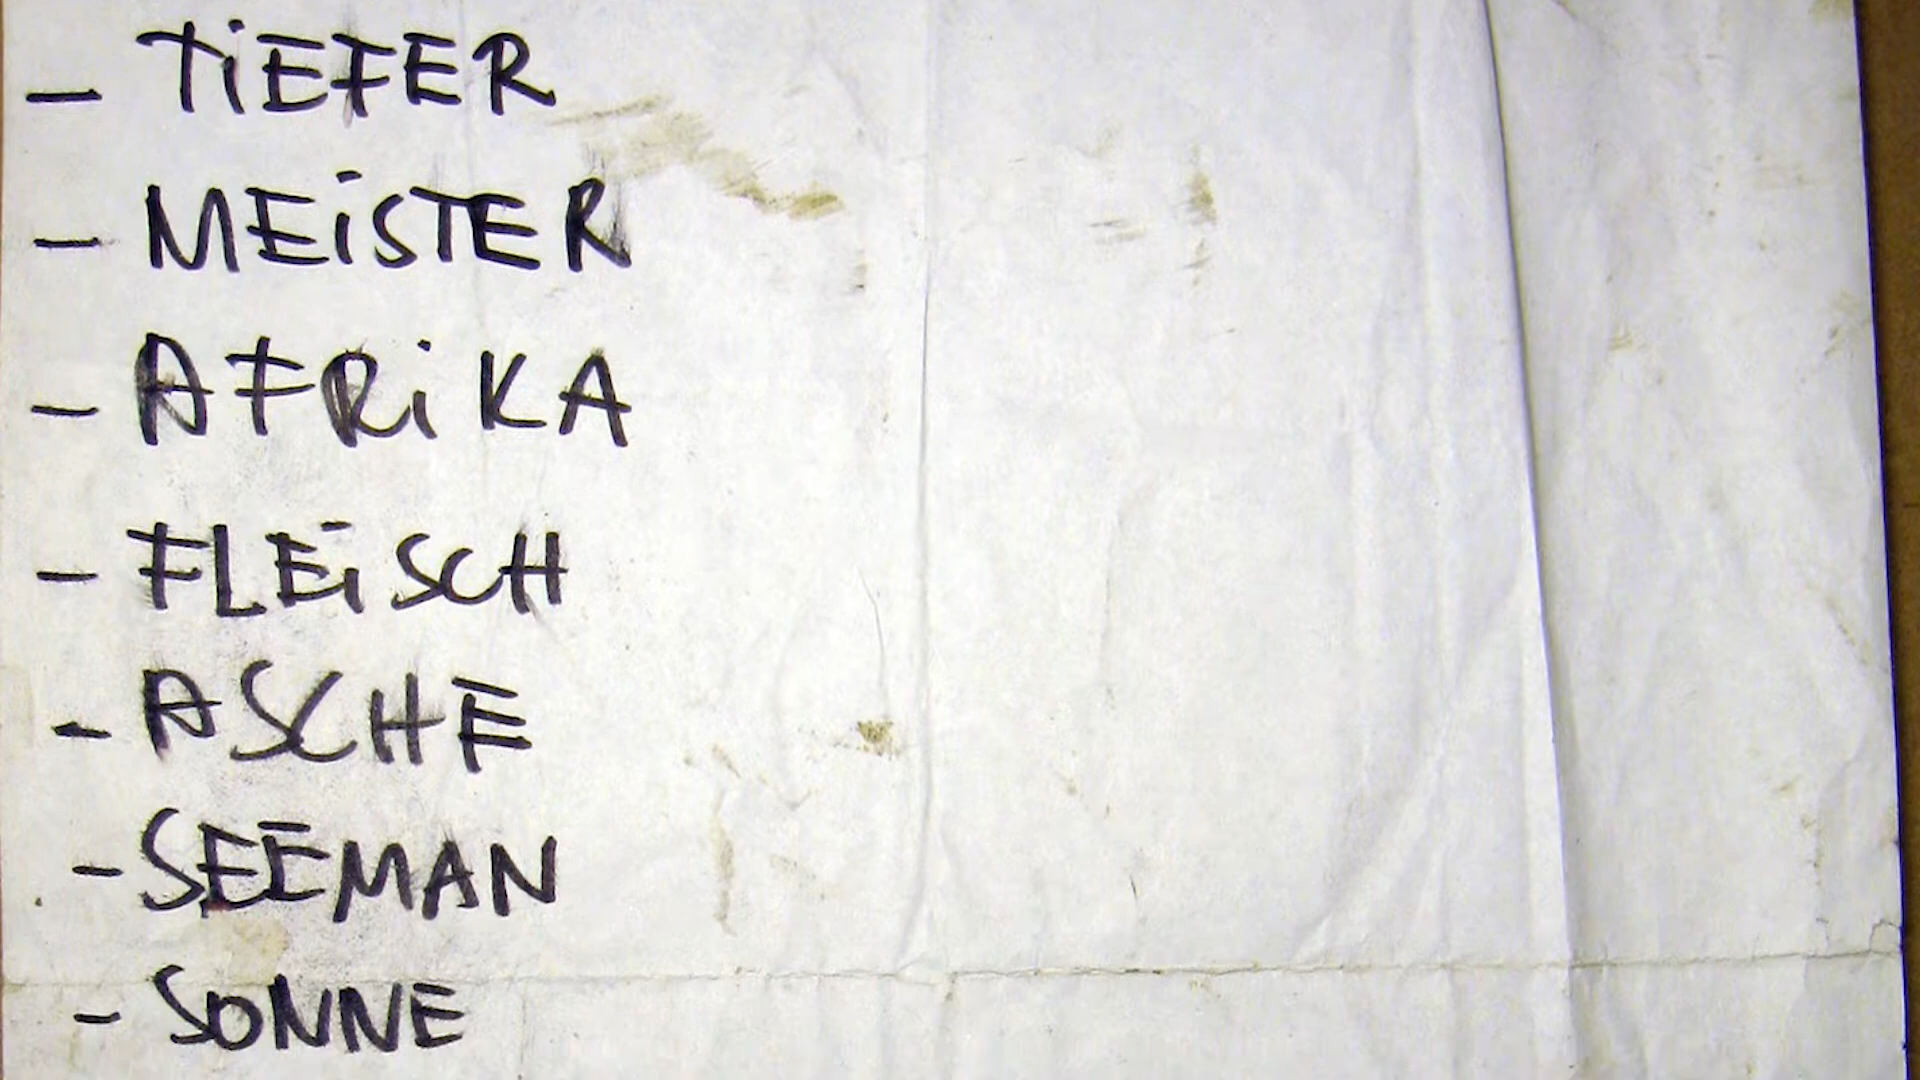 - TiEFER
- MEiSTER
- AFRiKA
- FLEiSCH
- ASCHE
- SEEMAN
- SONNE